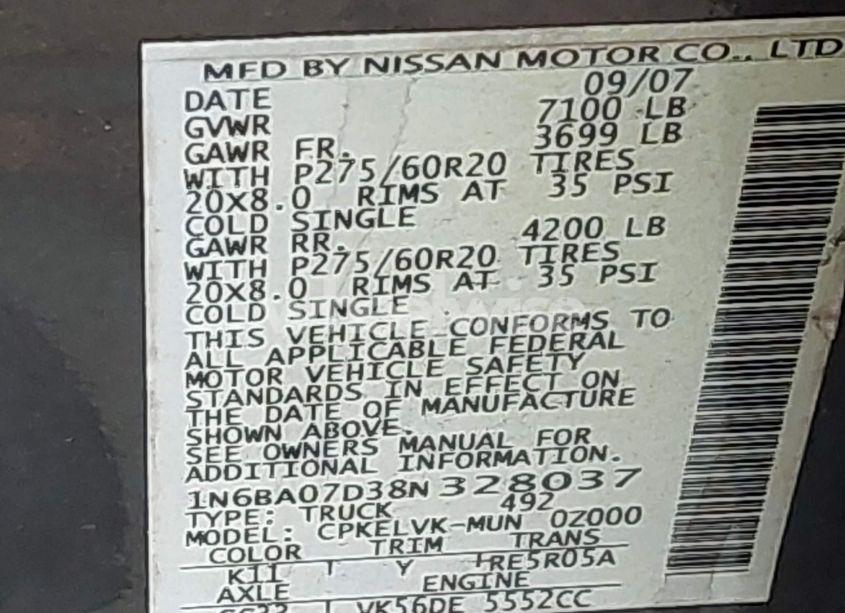 MFD BY NISSAN MOTOR CO., LTD
DATE 09/07
GVWR 7100 LB
GAWR FR. 3699 LB
WITH P275/60R20 TIRES
20X8.0 RIMS AT 35 PSI
COLD SINGLE
GAWR RR. 4200 LB
WITH P275/60R20 TIRES
20X8.0 RIMS AT 35 PSI
COLD SINGLE
THIS VEHICLE CONFORMS TO
ALL APPLICABLE FEDERAL
MOTOR VEHICLE SAFETY
STANDARDS IN EFFECT ON
THE DATE OF MANUFACTURE
SHOWN ABOVE.
SEE OWNERS MANUAL FOR
ADDITIONAL INFORMATION.
1N6BA07D38N328037
TYPE: TRUCK 492
MODEL: CPKELVK-MUN 0Z000
COLOR TRIM TRANS
K11 Y RE5R05A
AXLE ENGINE
VK56DE 5552CC